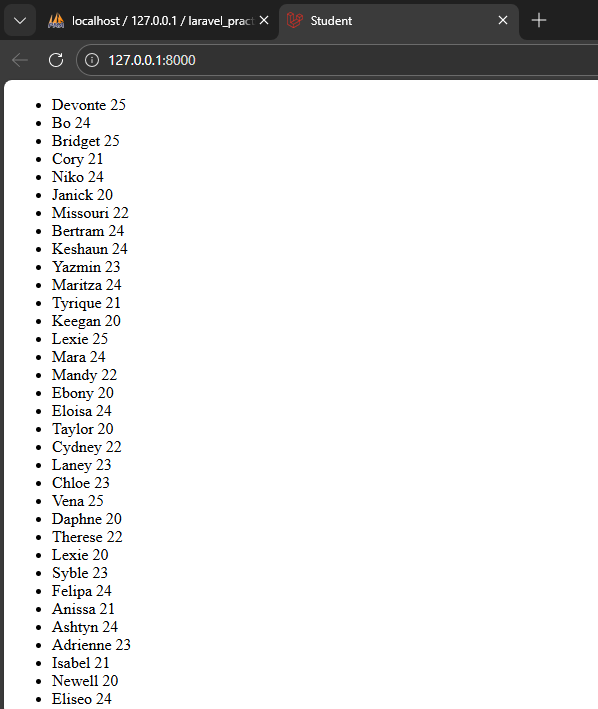 localhost / 127.0.0.1 / laravel_pract
Student
127.0.0.1:8000
Devonte 25
Bo 24
Bridget 25
Cory 21
Niko 24
Janick 20
Missouri 22
Bertram 24
Keshaun 24
Yazmin 23
Maritza 24
Tyrique 21
Keegan 20
Lexie 25
Mara 24
Mandy 22
Ebony 20
Eloisa 24
Taylor 20
Cydney 22
Laney 23
Chloe 23
Vena 25
Daphne 20
Therese 22
Lexie 20
Syble 23
Felipa 24
Anissa 21
Ashtyn 24
Adrienne 23
Isabel 21
Newell 20
Eliseo 24